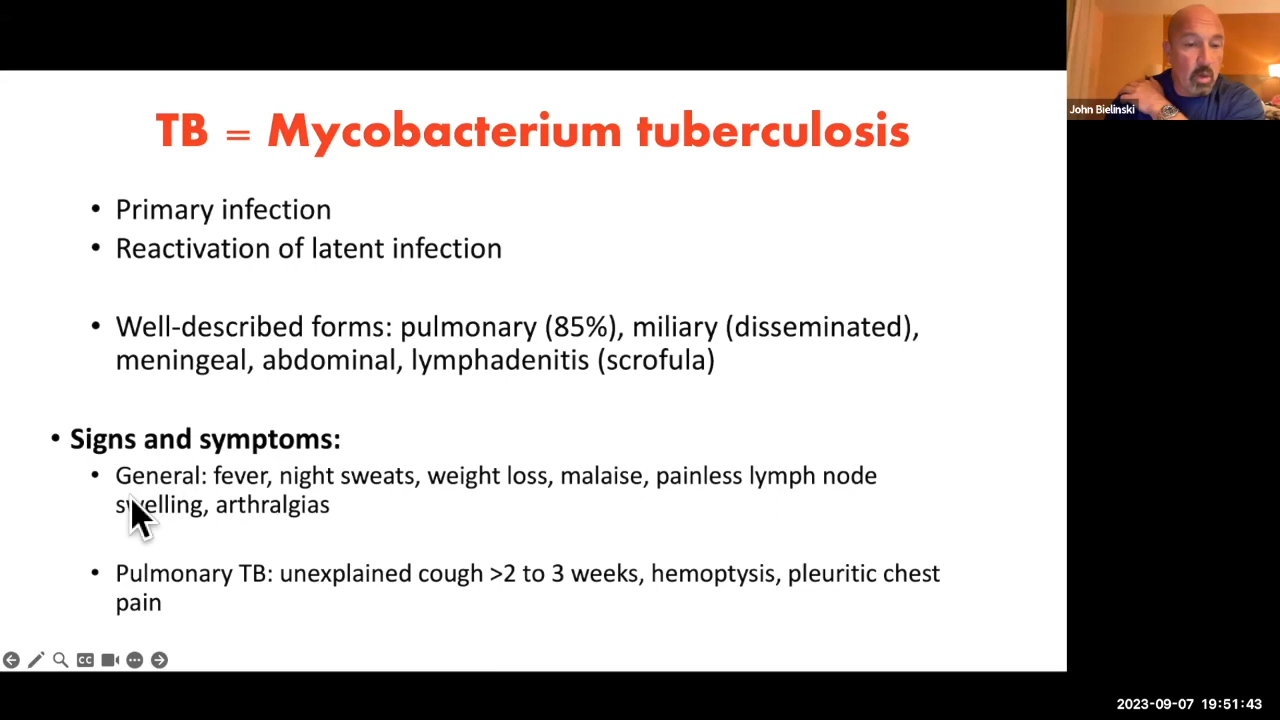 John Bielinski
TB = Mycobacterium tuberculosis
• Primary infection
• Reactivation of latent infection
• Well-described forms: pulmonary (85%), miliary (disseminated),
meningeal, abdominal, lymphadenitis (scrofula)
• Signs and symptoms:
• General: fever, night sweats, weight loss, malaise, painless lymph node
swelling, arthralgias
• Pulmonary TB: unexplained cough >2 to 3 weeks, hemoptysis, pleuritic chest
pain
CC
2023-09-07 19:51:43